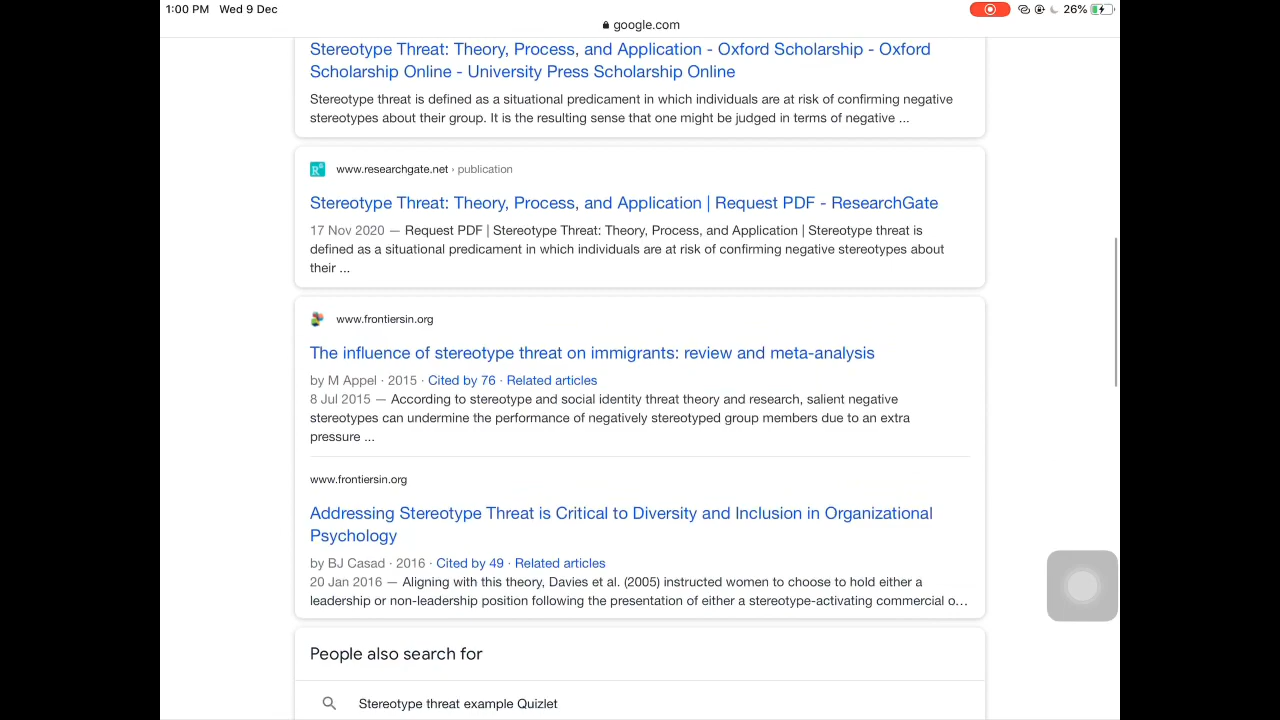 1:00 PM Wed 9 Dec
26%
google.com
Stereotype Threat: Theory, Process, and Application - Oxford Scholarship - Oxford
Scholarship Online - University Press Scholarship Online
Stereotype threat is defined as a situational predicament in which individuals are at risk of confirming negative
stereotypes about their group. It is the resulting sense that one might be judged in terms of negative ...
www.researchgate.net › publication
Stereotype Threat: Theory, Process, and Application | Request PDF - ResearchGate
17 Nov 2020 — Request PDF | Stereotype Threat: Theory, Process, and Application | Stereotype threat is
defined as a situational predicament in which individuals are at risk of confirming negative stereotypes about
their ...
www.frontiersin.org
The influence of stereotype threat on immigrants: review and meta-analysis
by M Appel · 2015 · Cited by 76 · Related articles
8 Jul 2015 — According to stereotype and social identity threat theory and research, salient negative
stereotypes can undermine the performance of negatively stereotyped group members due to an extra
pressure ...
www.frontiersin.org
Addressing Stereotype Threat is Critical to Diversity and Inclusion in Organizational
Psychology
by BJ Casad · 2016 · Cited by 49 · Related articles
20 Jan 2016 — Aligning with this theory, Davies et al. (2005) instructed women to choose to hold either a
leadership or non-leadership position following the presentation of either a stereotype-activating commercial o...
People also search for
Stereotype threat example Quizlet